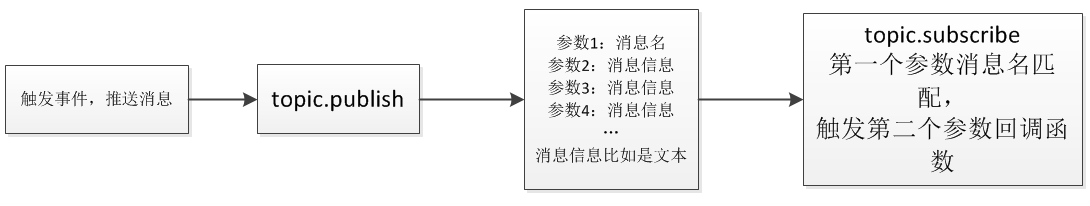 触发事件，推送消息
topic.publish
参数1：消息名
参数2：消息信息
参数3：消息信息
参数4：消息信息
...
消息信息比如是文本
topic.subscribe
第一个参数消息名匹
配，
触发第二个参数回调函
数